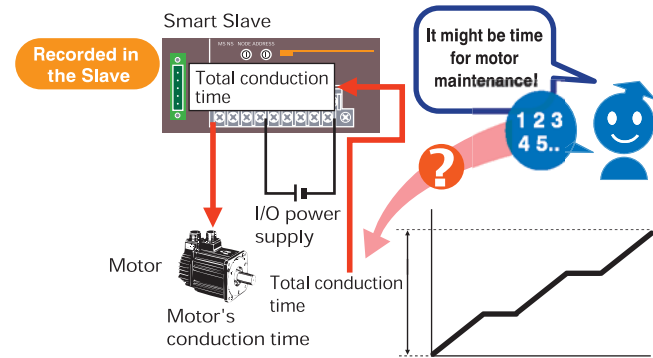 Smart Slave
Recorded in
the Slave
MS NS NODE ADDRESS
Total conduction
time
It might be time
for motor
maintenance!
1 2 3
4 5..
?
I/O power
supply
Motor
Motor's
conduction time
Total conduction
time